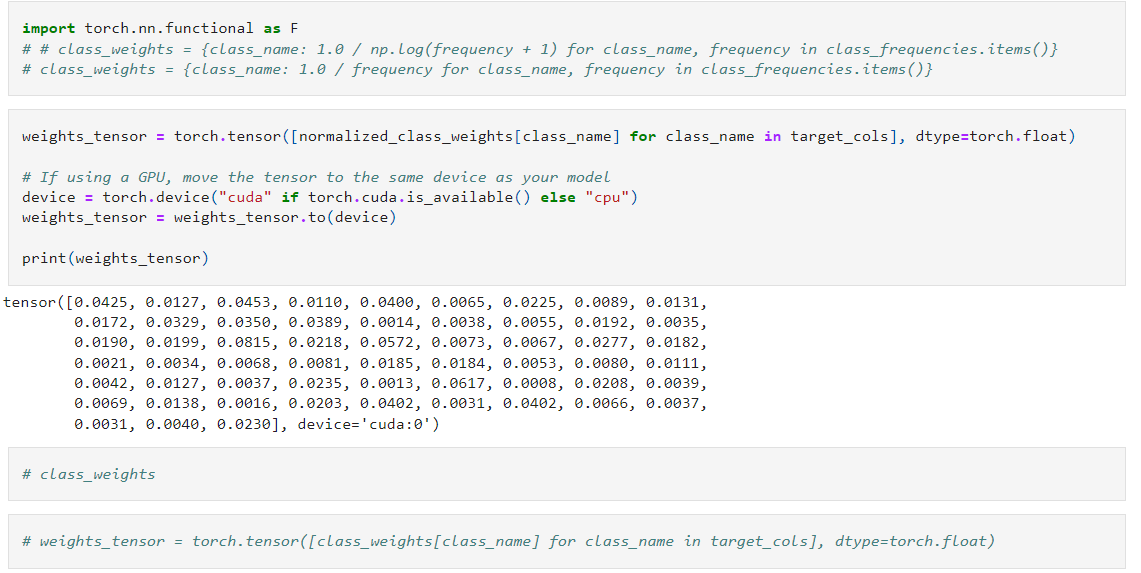 import torch.nn.functional as F
# # class_weights = {class_name: 1.0 / np.log(frequency + 1) for class_name, frequency in class_frequencies.items()}
# class_weights = {class_name: 1.0 / frequency for class_name, frequency in class_frequencies.items()}
weights_tensor = torch.tensor([normalized_class_weights[class_name] for class_name in target_cols], dtype=torch.float)
# If using a GPU, move the tensor to the same device as your model
device = torch.device("cuda" if torch.cuda.is_available() else "cpu")
weights_tensor = weights_tensor.to(device)
print(weights_tensor)
tensor([0.0425, 0.0127, 0.0453, 0.0110, 0.0400, 0.0065, 0.0225, 0.0089, 0.0131,
0.0172, 0.0329, 0.0350, 0.0389, 0.0014, 0.0038, 0.0055, 0.0192, 0.0035,
0.0190, 0.0199, 0.0815, 0.0218, 0.0572, 0.0073, 0.0067, 0.0277, 0.0182,
0.0021, 0.0034, 0.0068, 0.0081, 0.0185, 0.0184, 0.0053, 0.0080, 0.0111,
0.0042, 0.0127, 0.0037, 0.0235, 0.0013, 0.0617, 0.0008, 0.0208, 0.0039,
0.0069, 0.0138, 0.0016, 0.0203, 0.0402, 0.0031, 0.0402, 0.0066, 0.0037,
0.0031, 0.0040, 0.0230], device='cuda:0')
# class_weights
# weights_tensor = torch.tensor([class_weights[class_name] for class_name in target_cols], dtype=torch.float)